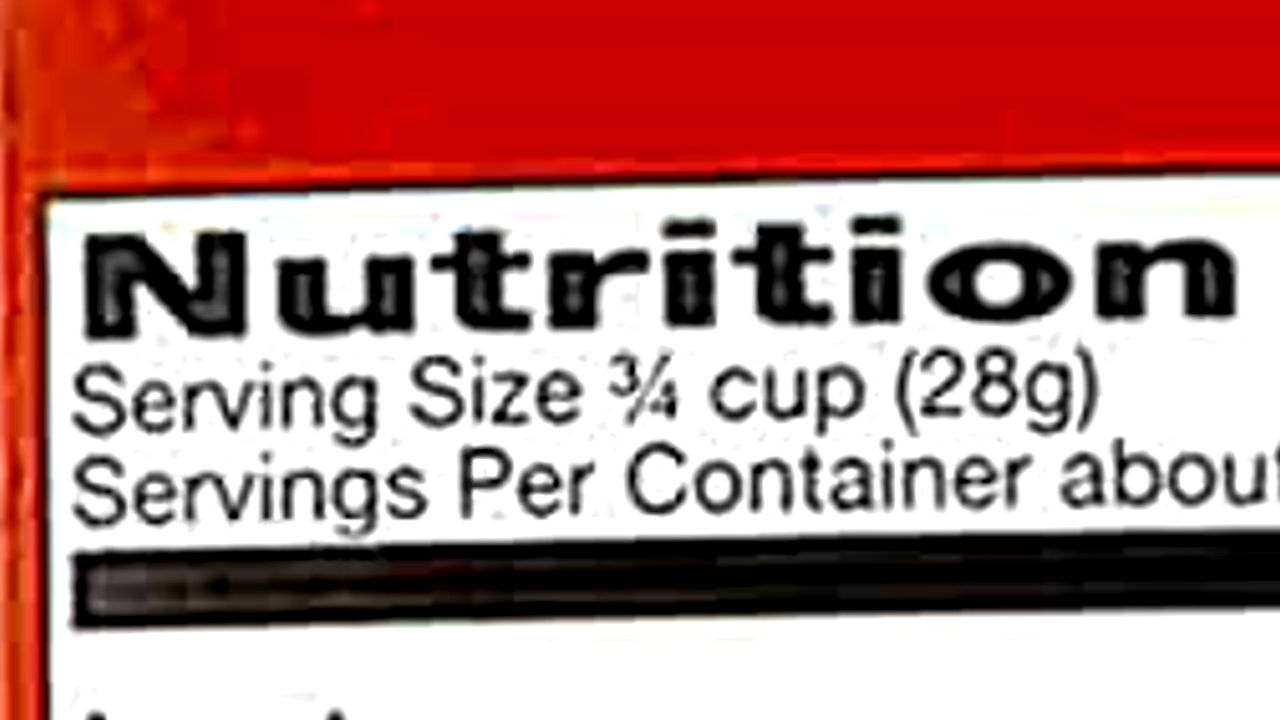 Nutrition
Serving Size ¾ cup (28g)
Servings Per Container about